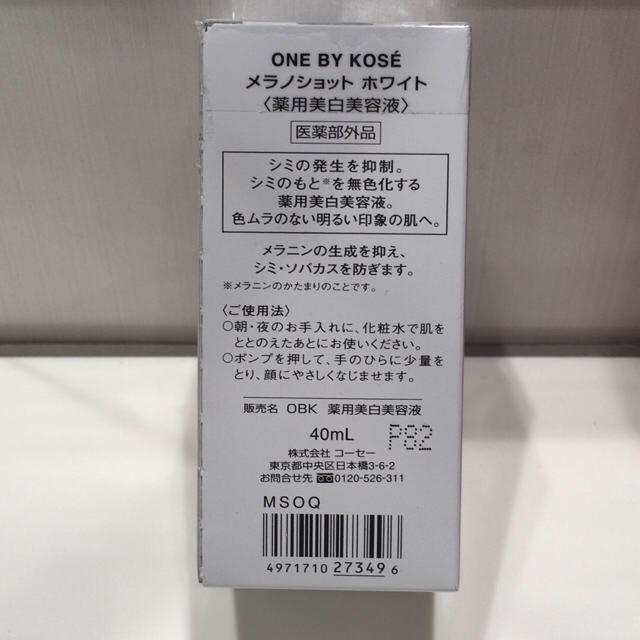 ONE BY KOSÉ
メラノショット ホワイト
〈薬用美白美容液〉
医薬部外品
シミの発生を抑制。
シミのもと※を無色化する
薬用美白美容液。
色ムラのない明るい印象の肌へ。
メラニンの生成を抑え、
シミ・ソバカスを防ぎます。
※メラニンのかたまりのことです。
〈ご使用法〉
○朝・夜のお手入れに、化粧水で肌を
ととのえたあとにお使いください。
○ポンプを押して、手のひらに少量を
とり、顔にやさしくなじませます。
販売名 OBK 薬用美白美容液
40mL P82
株式会社 コーセー
東京都中央区日本橋3-6-2
お問合せ先 0120-526-311
MSOQ
4971710 273496